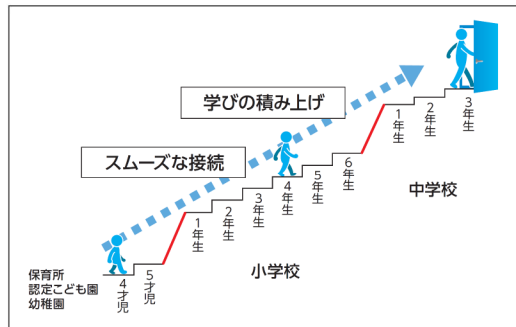 学びの積み上げ
スムーズな接続
保育所
認定こども園
幼稚園
4才児
5才児
1年生
2年生
3年生
4年生
5年生
6年生
小学校
1年生
2年生
3年生
中学校